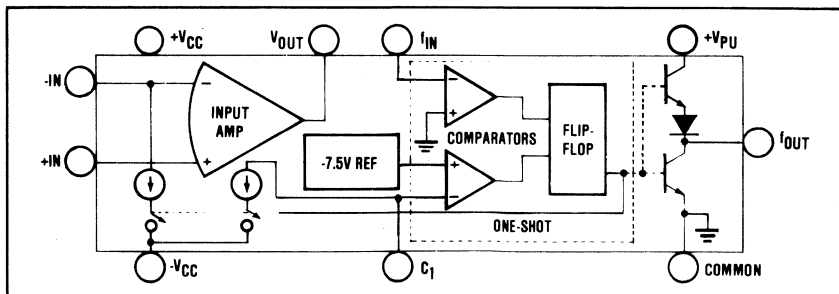 +VCC
VOUT
fIN
+VPU
-IN
−
INPUT
AMP
+
+IN
−
+
COMPARATORS
FLIP-
FLOP
fOUT
-7.5V REF
+
−
ONE-SHOT
-VCC
C1
COMMON